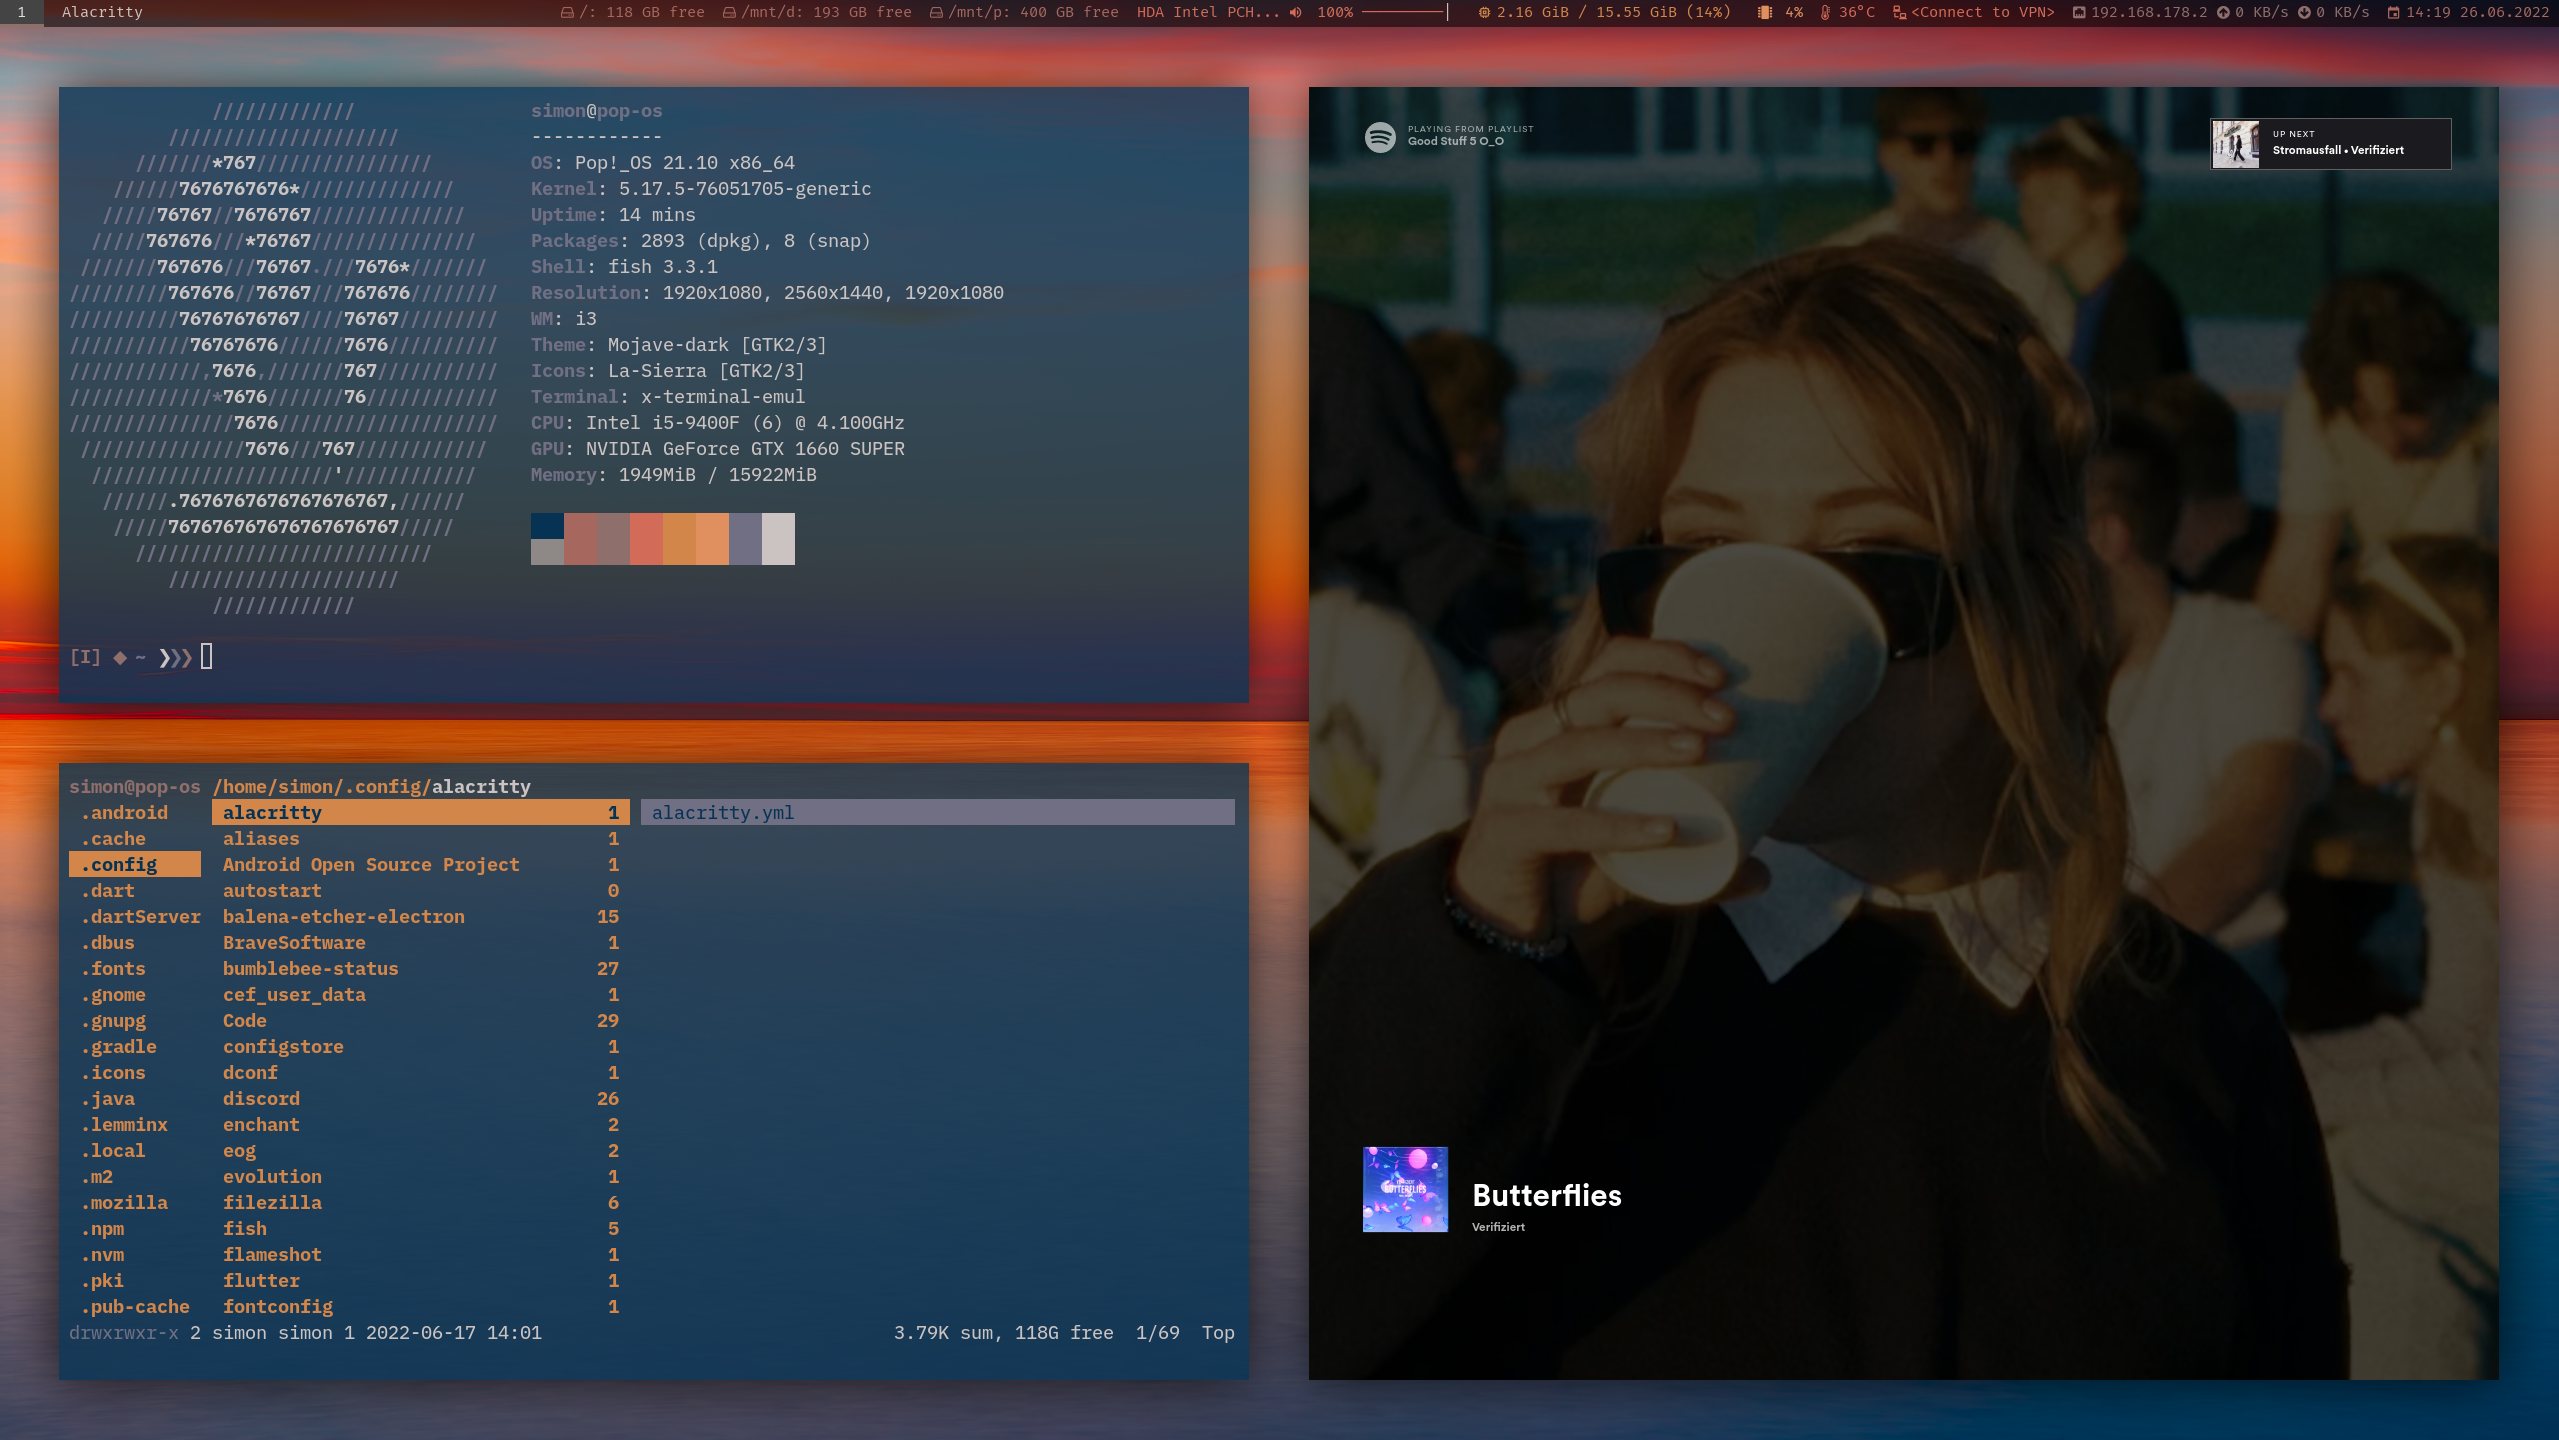 1 Alacritty /: 118 GB free /mnt/d: 193 GB free /mnt/p: 400 GB free HDA Intel PCH... 100% 2.16 GiB / 15.55 GiB (14%) 4% 36°C <Connect to VPN> 192.168.178.2 0 KB/s 0 KB/s 14:19 26.06.2022
/////////////
/////////////////////
///////*767////////////////
//////7676767676*//////////////
/////76767//7676767//////////////
/////767676///*76767///////////////
///////767676///76767.///7676*///////
/////////767676//76767///767676////////
//////////76767676767////76767/////////
///////////76767676//////7676//////////
////////////,7676,///////767///////////
/////////////*7676///////76////////////
///////////////7676////////////////////
///////////////7676///767////////////
//////////////////////'////////////
//////.7676767676767676767,//////
/////767676767676767676767/////
///////////////////////////
/////////////////////
/////////////
simon@pop-os
------------
OS: Pop!_OS 21.10 x86_64
Kernel: 5.17.5-76051705-generic
Uptime: 14 mins
Packages: 2893 (dpkg), 8 (snap)
Shell: fish 3.3.1
Resolution: 1920x1080, 2560x1440, 1920x1080
WM: i3
Theme: Mojave-dark [GTK2/3]
Icons: La-Sierra [GTK2/3]
Terminal: x-terminal-emul
CPU: Intel i5-9400F (6) @ 4.100GHz
GPU: NVIDIA GeForce GTX 1660 SUPER
Memory: 1949MiB / 15922MiB
[I] ◆ ~ ❯❯❯
simon@pop-os /home/simon/.config/alacritty
.android alacritty 1 alacritty.yml
.cache aliases 1
.config Android Open Source Project 1
.dart autostart 0
.dartServer balena-etcher-electron 15
.dbus BraveSoftware 1
.fonts bumblebee-status 27
.gnome cef_user_data 1
.gnupg Code 29
.gradle configstore 1
.icons dconf 1
.java discord 26
.lemminx enchant 2
.local eog 2
.m2 evolution 1
.mozilla filezilla 6
.npm fish 5
.nvm flameshot 1
.pki flutter 1
.pub-cache fontconfig 1
drwxrwxr-x 2 simon simon 1 2022-06-17 14:01 3.79K sum, 118G free 1/69 Top
PLAYING FROM PLAYLIST
Good Stuff 5 O_O
UP NEXT
Stromausfall • Verifiziert
BUTTERFLIES
Butterflies
Verifiziert